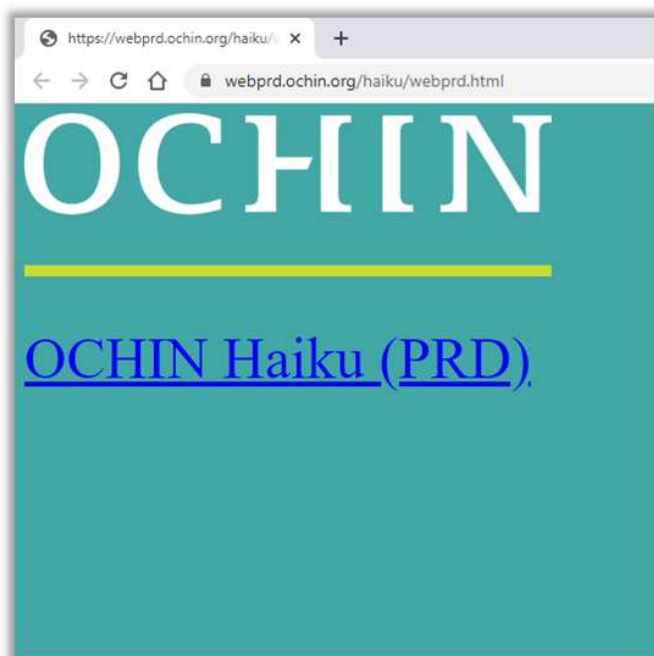 https://webprd.ochin.org/haiku/
webprd.ochin.org/haiku/webprd.html
OCHIN
OCHIN Haiku (PRD)